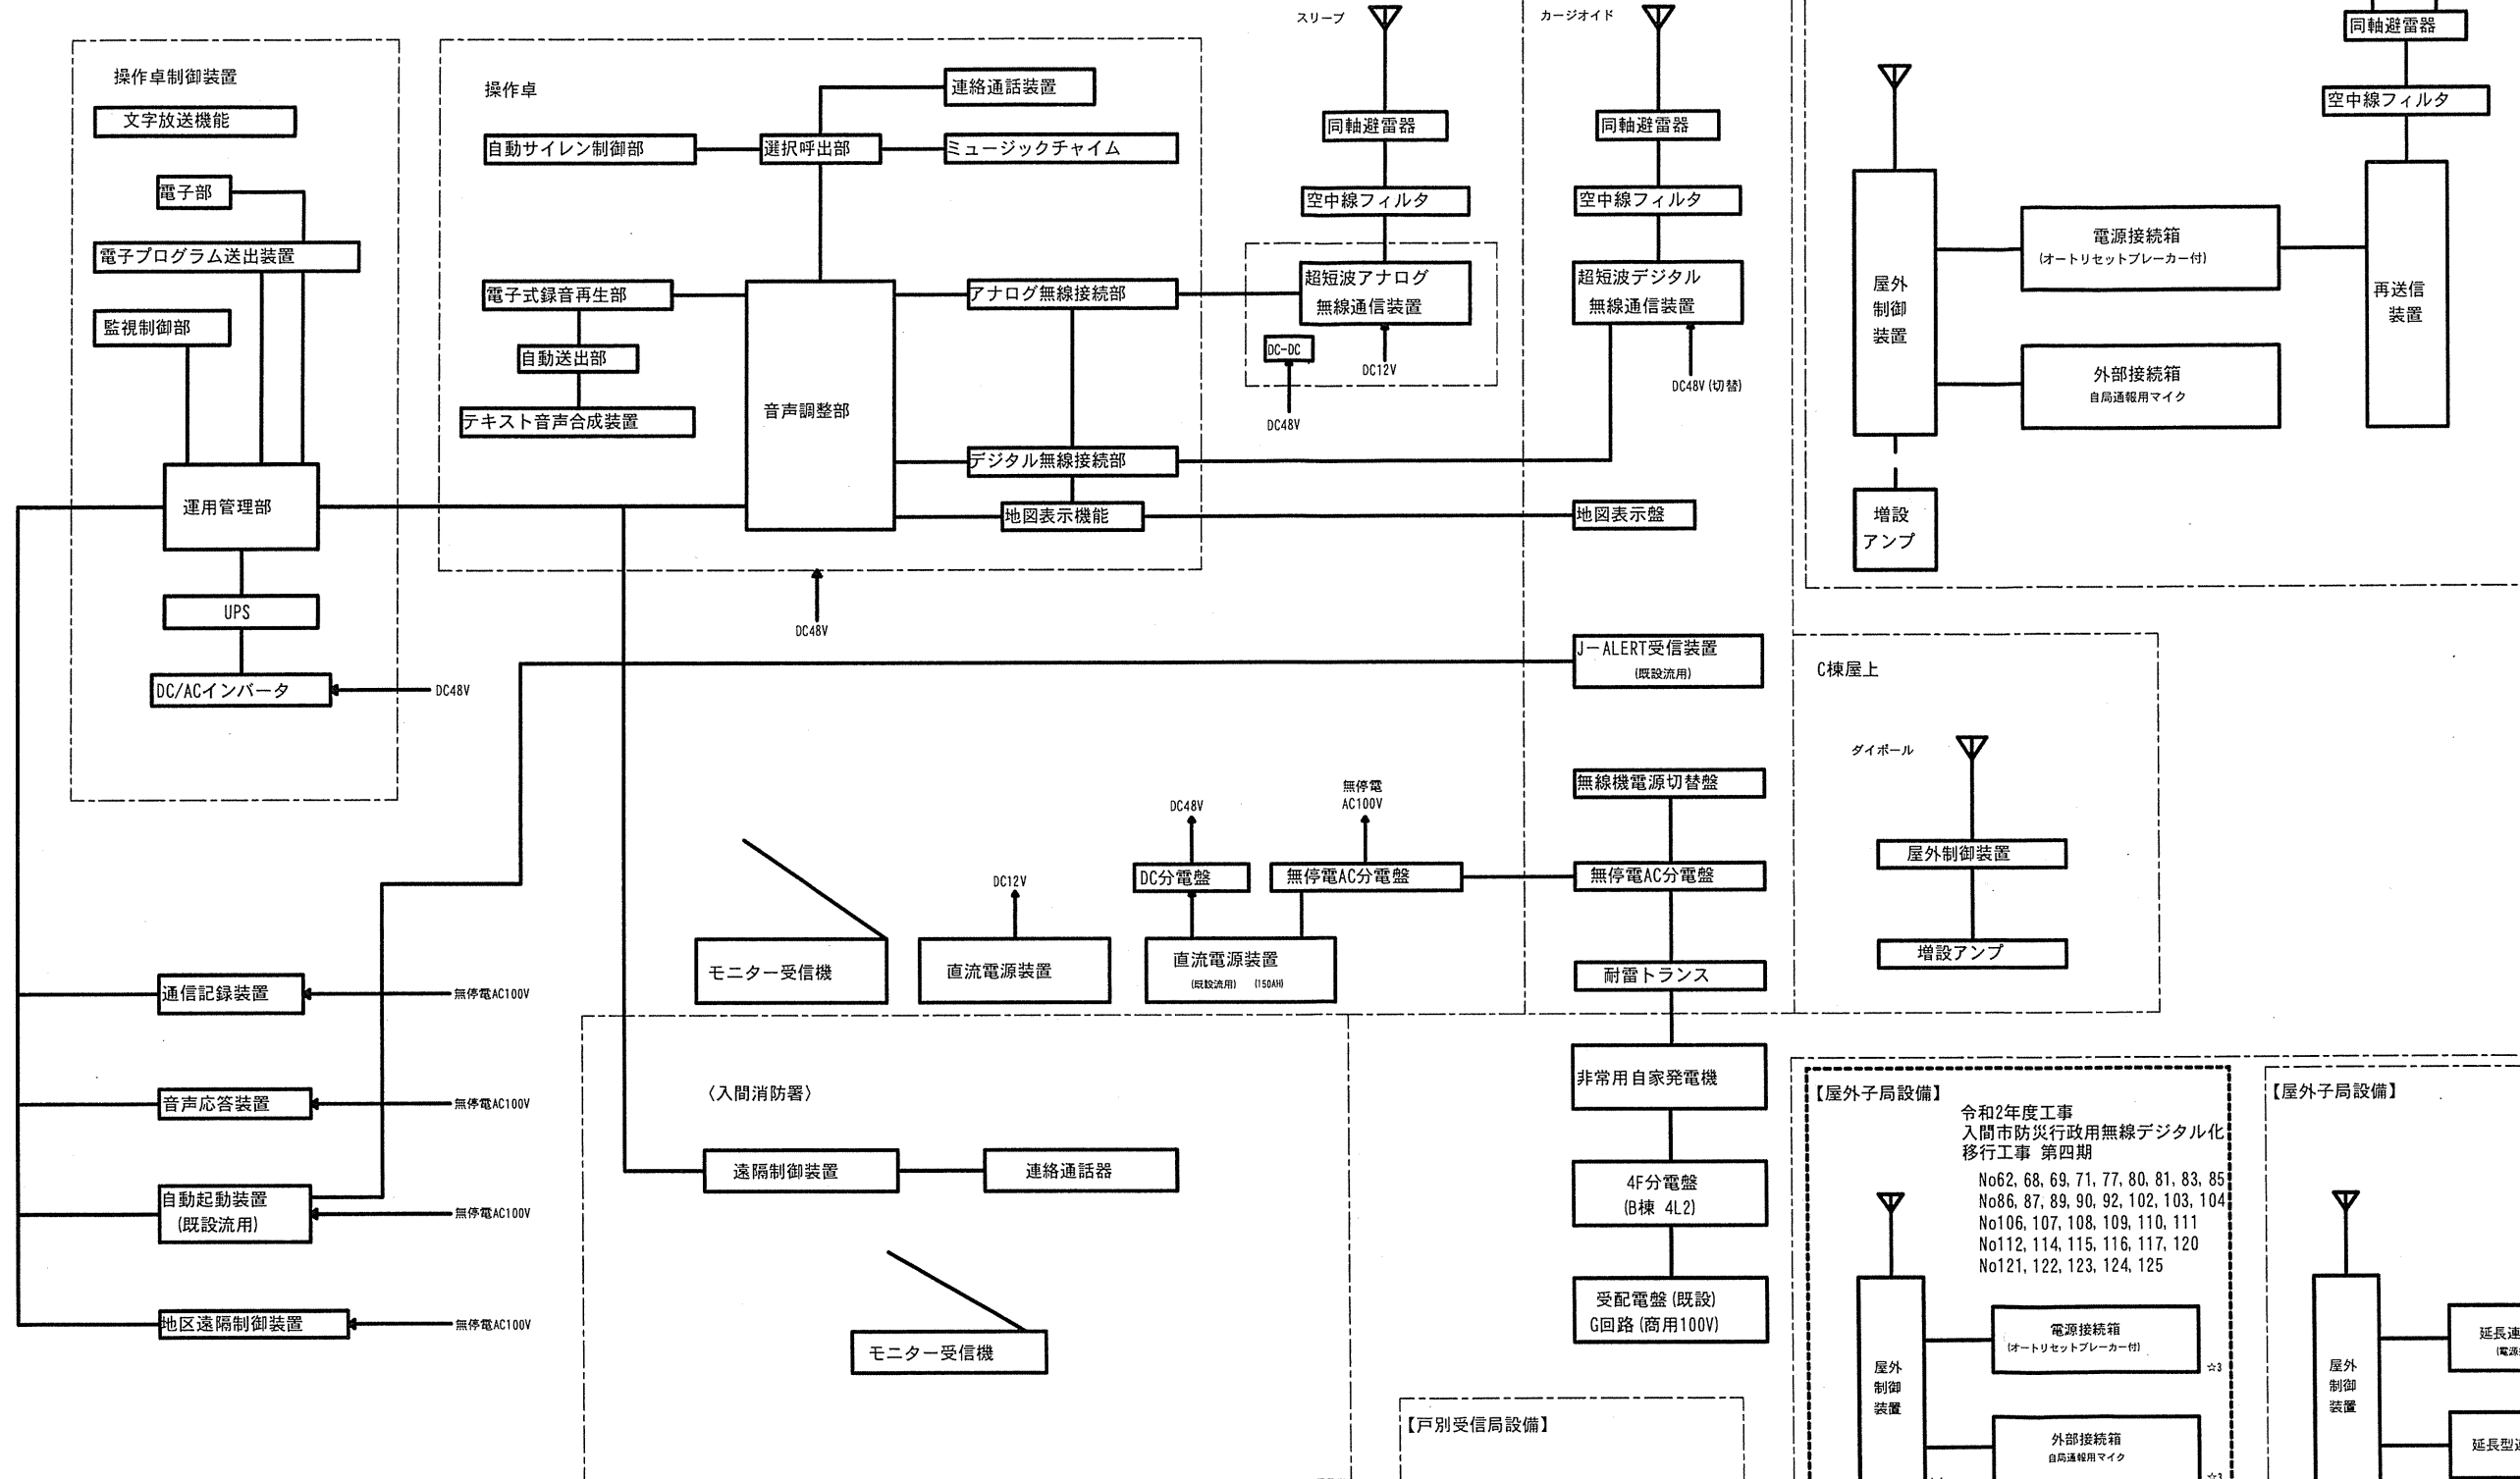 操作卓制御装置
文字放送機能
電子部
電子プログラム送出装置
監視制御部
運用管理部
UPS
DC/ACインバータ
DC48V
操作卓
連絡通話装置
自動サイレン制御部
選択呼出部
ミュージックチャイム
電子式録音再生部
自動送出部
テキスト音声合成装置
音声調整部
アナログ無線接続部
デジタル無線接続部
地図表示機能
DC48V
スリーブ
同軸避雷器
空中線フィルタ
超短波アナログ
無線通信装置
DC-DC
DC12V
DC48V
カージオイド
同軸避雷器
空中線フィルタ
超短波デジタル
無線通信装置
DC48V(切替)
地図表示盤
J-ALERT受信装置
(既設流用)
同軸避雷器
空中線フィルタ
屋外
制御
装置
電源接続箱
(オートリセットブレーカー付)
外部接続箱
自局通報用マイク
再送信
装置
増設
アンプ
C棟屋上
ダイポール
屋外制御装置
増設アンプ
無線機電源切替盤
無停電
AC100V
DC48V
DC12V
DC分電盤
無停電AC分電盤
無停電AC分電盤
モニター受信機
直流電源装置
直流電源装置
(既設流用) (150AH)
耐雷トランス
非常用自家発電機
4F分電盤
(B棟 4L2)
受配電盤(既設)
G回路(商用100V)
通信記録装置
無停電AC100V
音声応答装置
無停電AC100V
自動起動装置
(既設流用)
無停電AC100V
地区遠隔制御装置
無停電AC100V
〈入間消防署〉
遠隔制御装置
連絡通話器
モニター受信機
【戸別受信局設備】
【屋外子局設備】
令和2年度工事
入間市防災行政用無線デジタル化
移行工事 第四期
No62, 68, 69, 71, 77, 80, 81, 83, 85
No86, 87, 89, 90, 92, 102, 103, 104
No106, 107, 108, 109, 110, 111
No112, 114, 115, 116, 117, 120
No121, 122, 123, 124, 125
屋外
制御
装置
電源接続箱
(オートリセットブレーカー付)
☆3
外部接続箱
自局通報用マイク
☆3
【屋外子局設備】
屋外
制御
装置
延長
(電源
延長型